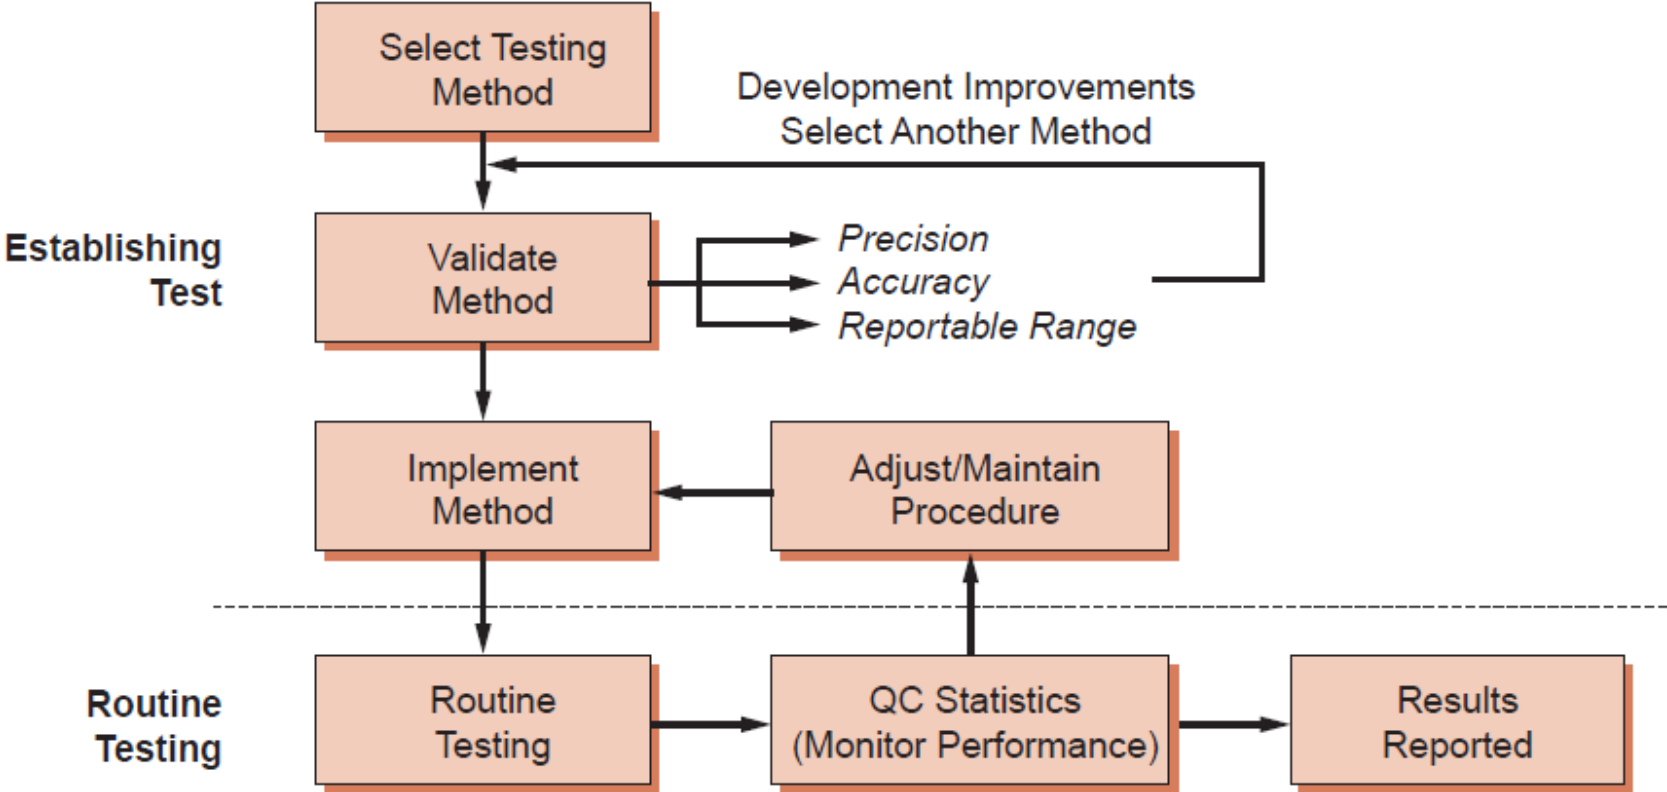 Select Testing
Method
Development Improvements
Select Another Method
Establishing
Test
Validate
Method
Precision
Accuracy
Reportable Range
Implement
Method
Adjust/Maintain
Procedure
Routine
Testing
Routine
Testing
QC Statistics
(Monitor Performance)
Results
Reported